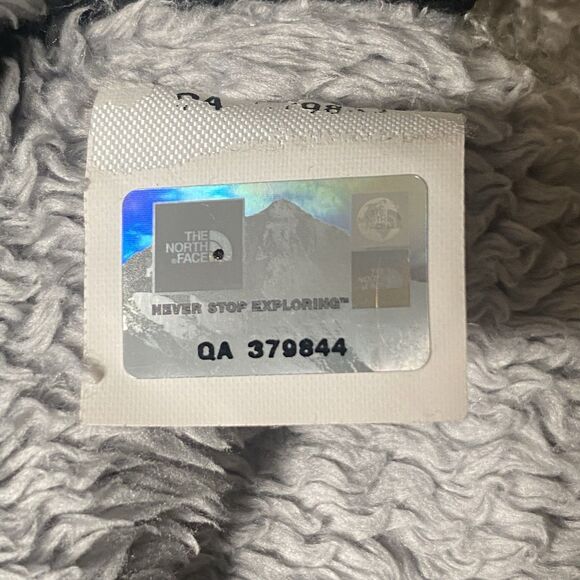 THE
NORTH
FACE
NEVER STOP EXPLORING™
QA 379844